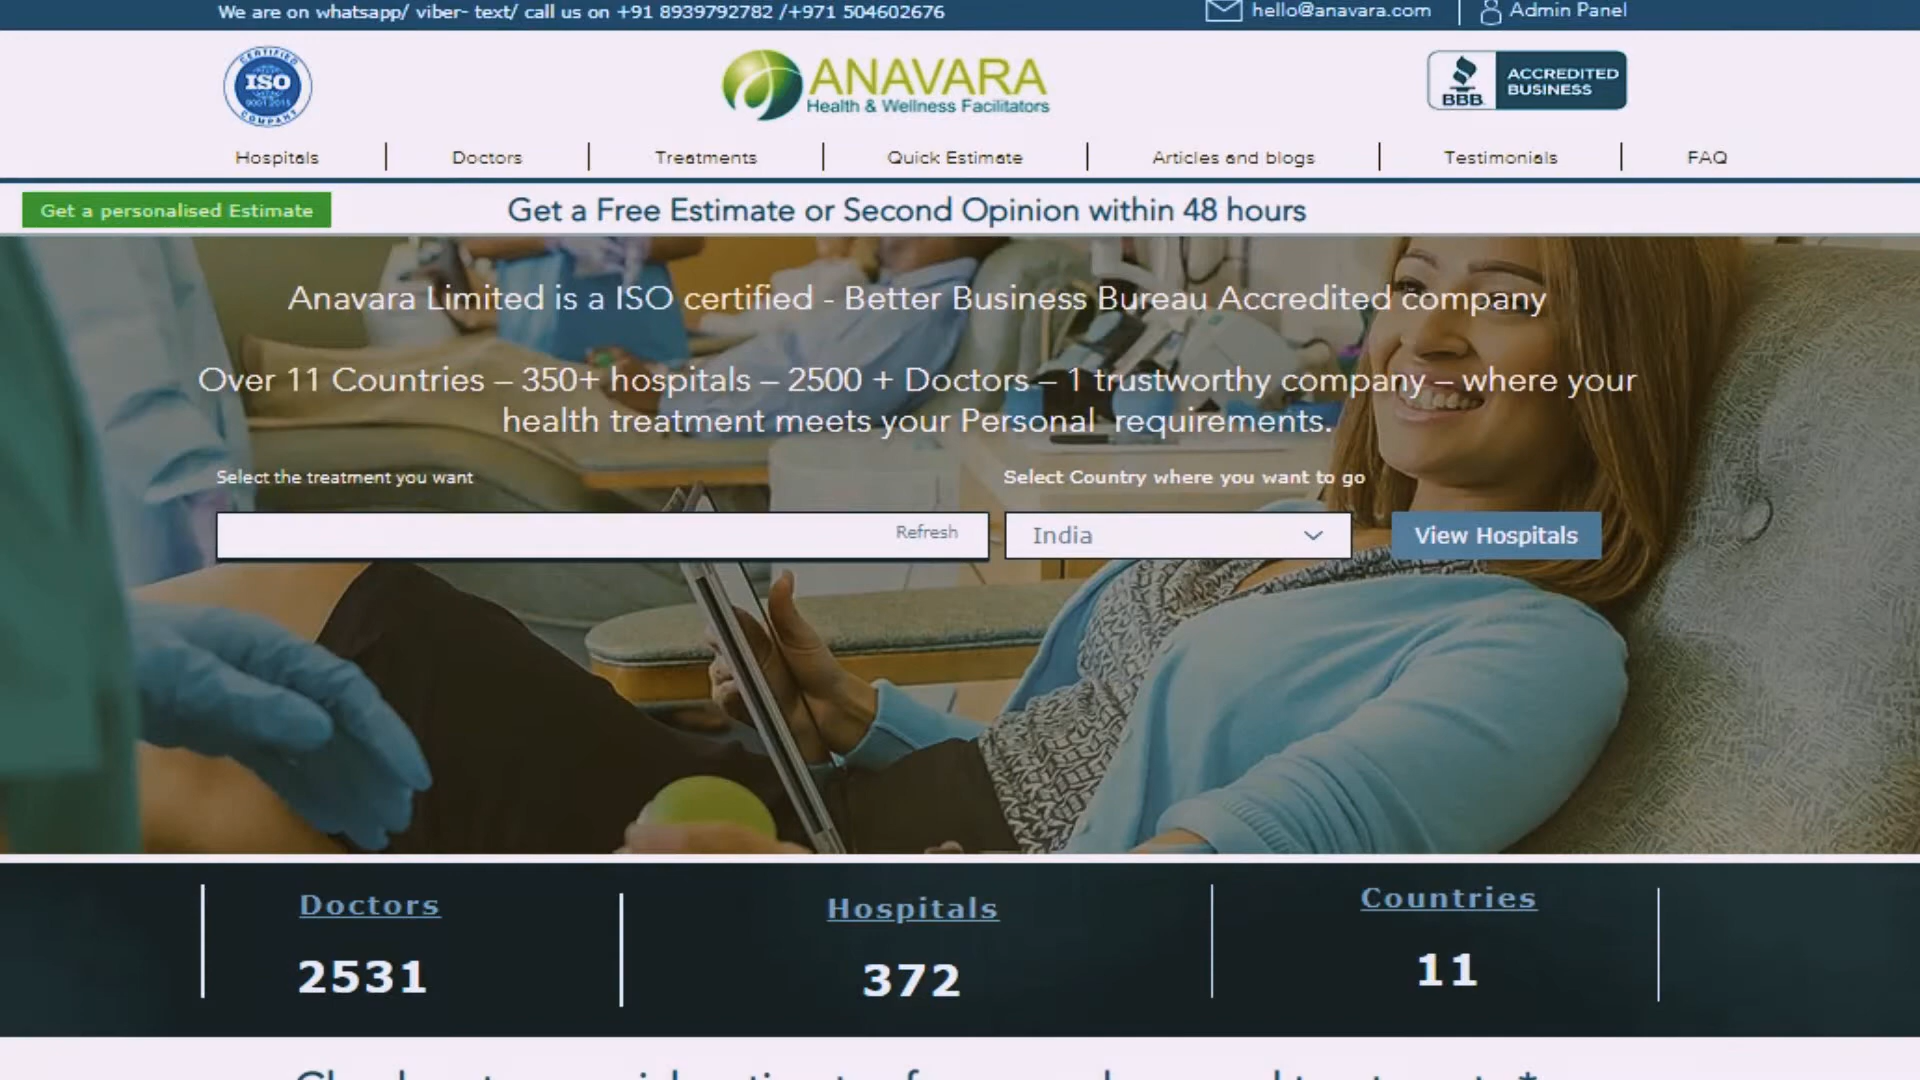 We are on whatsapp/ viber- text/ call us on +91 8939792782 /+971 504602676
hello@anavara.com
Admin Panel
CERTIFIED
ISO
9001:2015
COMPANY
ANAVARA
Health & Wellness Facilitators
BBB.
ACCREDITED
BUSINESS
Hospitals
Doctors
Treatments
Quick Estimate
Articles and blogs
Testimonials
FAQ
Get a personalised Estimate
Get a Free Estimate or Second Opinion within 48 hours
Anavara Limited is a ISO certified - Better Business Bureau Accredited company
Over 11 Countries – 350+ hospitals – 2500 + Doctors – 1 trustworthy company – where your
health treatment meets your Personal requirements.
Select the treatment you want
Select Country where you want to go
Refresh
India
View Hospitals
Doctors
Hospitals
Countries
2531
372
11